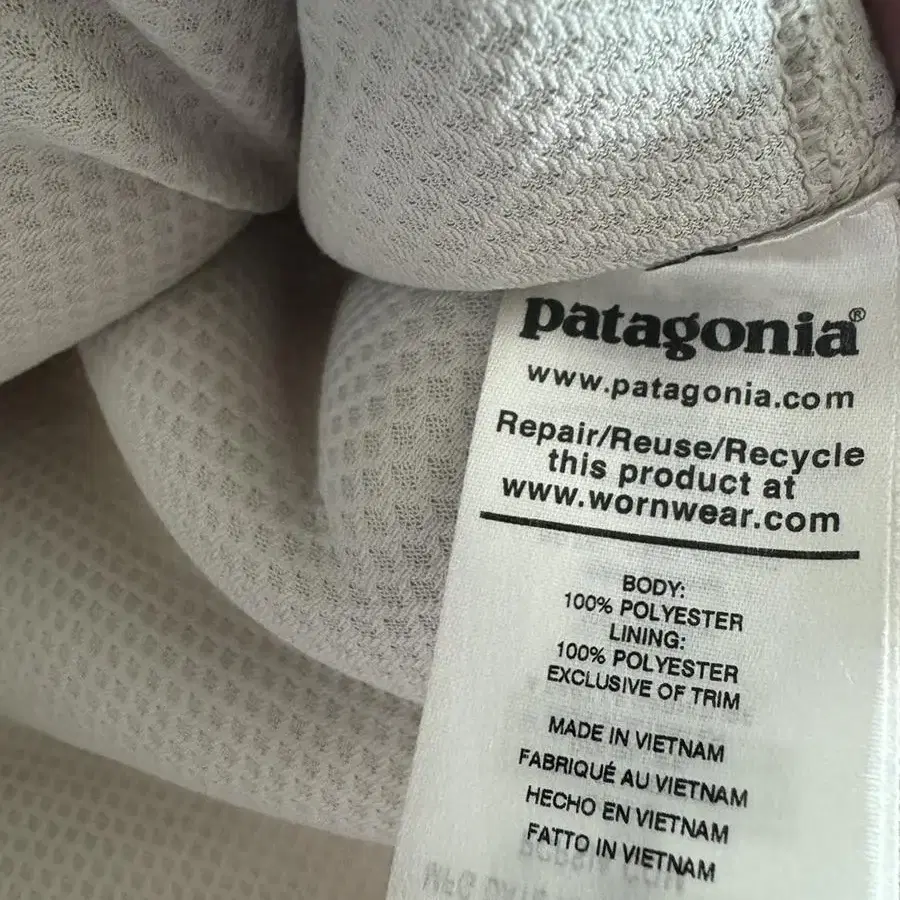 patagonia®
www.patagonia.com
Repair/Reuse/Recycle
this product at
www.wornwear.com
BODY:
100% POLYESTER
LINING:
100% POLYESTER
EXCLUSIVE OF TRIM
MADE IN VIETNAM
FABRIQUÉ AU VIETNAM
HECHO EN VIETNAM
FATTO IN VIETNAM